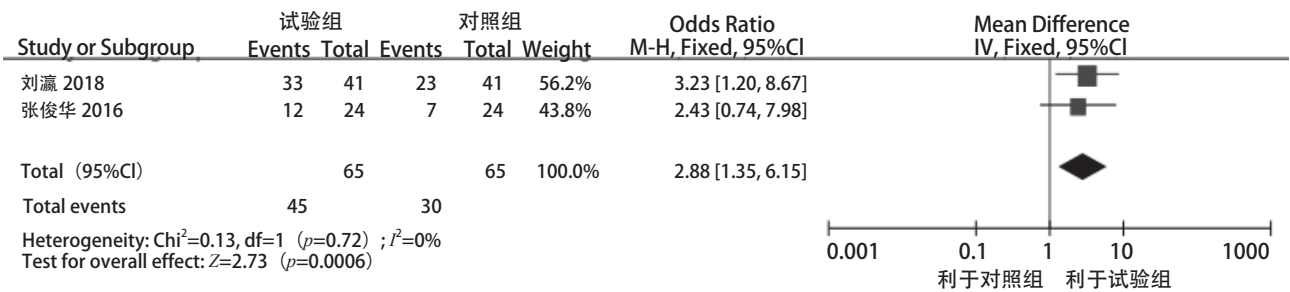 试验组 对照组 Odds Ratio Mean Difference
Study or Subgroup Events Total Events Total Weight M-H, Fixed, 95%Cl IV, Fixed, 95%Cl
刘瀛 2018 33 41 23 41 56.2% 3.23 [1.20, 8.67]
张俊华 2016 12 24 7 24 43.8% 2.43 [0.74, 7.98]
Total（95%Cl） 65 65 100.0% 2.88 [1.35, 6.15]
Total events 45 30
Heterogeneity: Chi²=0.13, df=1（p=0.72）; I²=0%
Test for overall effect: Z=2.73（p=0.0006）
0.001 0.1 1 10 1000
利于对照组 利于试验组